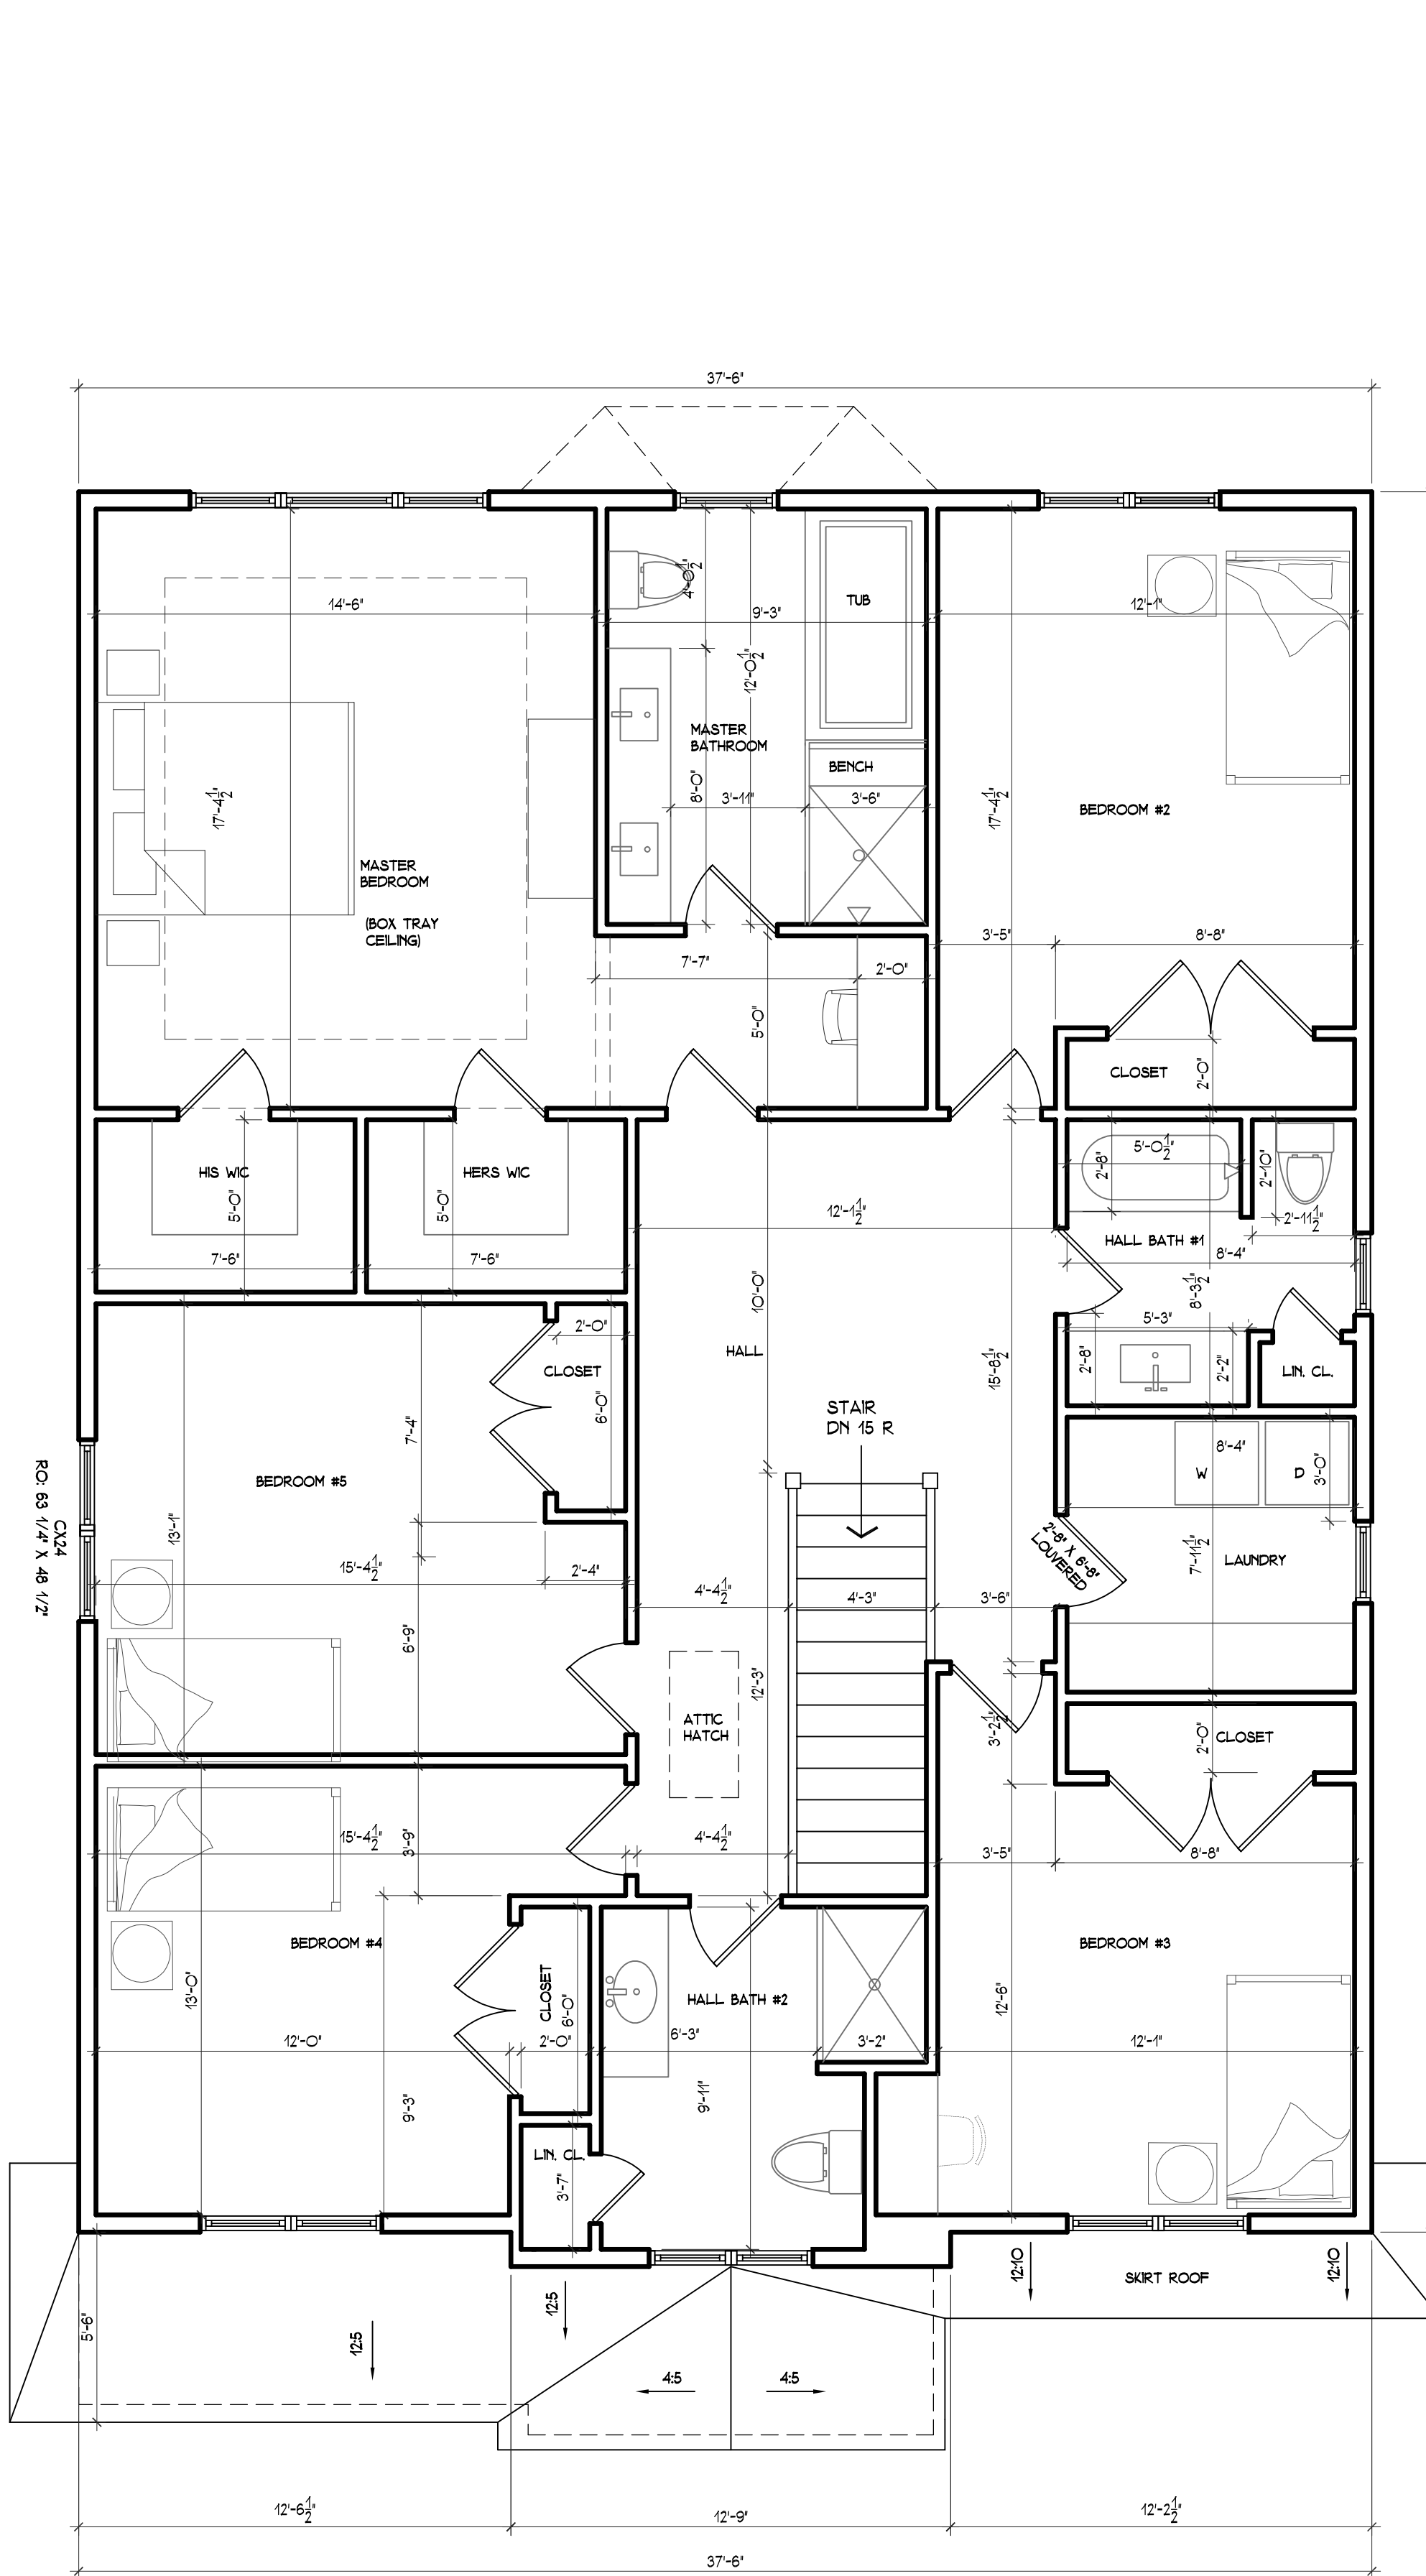 37'-6"
14'-6"
4'-0 1/2"
9'-3"
TUB
12'-1"
12'-0 1/2"
MASTER
BATHROOM
BENCH
8'-0"
3'-11"
3'-6"
17'-4 1/2"
17'-4 1/2"
BEDROOM #2
MASTER
BEDROOM
(BOX TRAY
CEILING)
3'-5"
8'-8"
7'-7"
2'-0"
5'-0"
CLOSET
2'-0"
HIS WIC
HERS WIC
5'-0"
5'-0"
7'-6"
7'-6"
12'-1 1/2"
2'-8"
5'-0 1/2"
2'-10"
2'-11 1/2"
HALL BATH #1
8'-4"
8'-3 1/2"
10'-0"
5'-3"
2'-0"
CLOSET
6'-0"
HALL
15'-8 1/2"
2'-8"
2'-2"
LIN. CL.
STAIR
DN 15 R
7'-4"
BEDROOM #5
8'-4"
W
D
3'-0"
CX24
RO: 63 1/4" X 48 1/2"
13'-1"
15'-4 1/2"
2'-4"
2'-8" X 6'-8"
LOUVERED
7'-11 1/2"
LAUNDRY
4'-4 1/2"
4'-3"
3'-6"
6'-9"
12'-3"
ATTIC
HATCH
3'-2 1/2"
2'-0"
CLOSET
15'-4 1/2"
3'-9"
4'-4 1/2"
3'-5"
8'-8"
BEDROOM #4
BEDROOM #3
13'-0"
CLOSET
6'-0"
HALL BATH #2
12'-6"
12'-0"
2'-0"
6'-3"
3'-2"
12'-1"
9'-3"
9'-11"
LIN. CL.
3'-7"
12:10
SKIRT ROOF
12:10
5'-6"
12:5
12:5
4:5
4:5
12'-6 1/2"
12'-9"
12'-2 1/2"
37'-6"